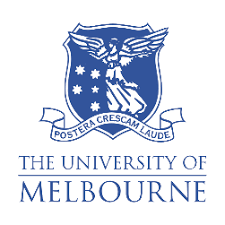 POSTERA CRESCAM LAUDE
THE UNIVERSITY OF
MELBOURNE